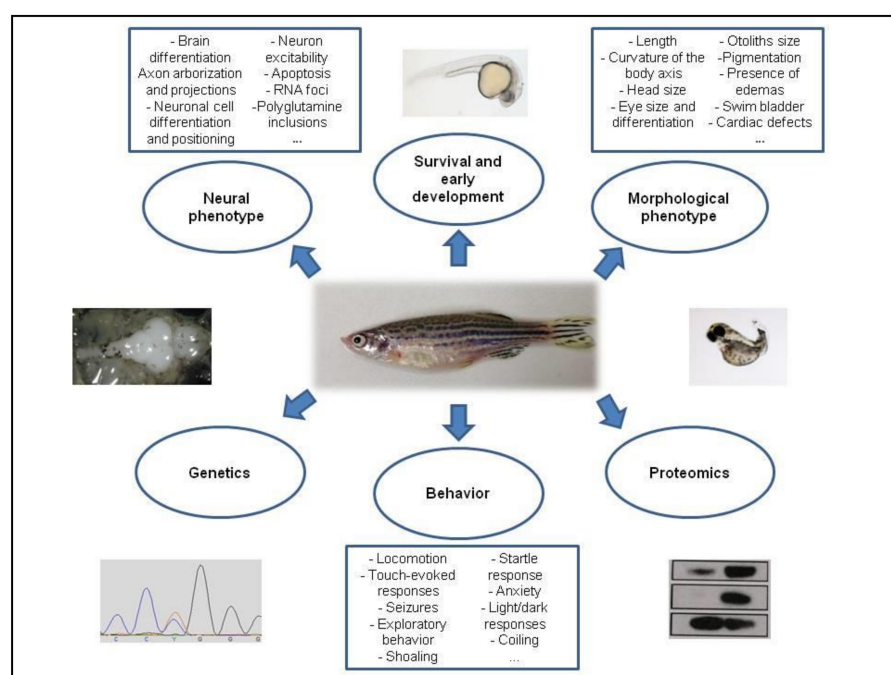 - Brain
differentiation
Axon arborization
and projections
- Neuronal cell
differentiation
and positioning
- Neuron
excitability
- Apoptosis
- RNA foci
-Polyglutamine
inclusions
...
- Length
- Curvature of the
body axis
- Head size
- Eye size and
differentiation
- Otoliths size
-Pigmentation
- Presence of
edemas
- Swim bladder
- Cardiac defects
...
Neural
phenotype
Survival and
early
development
Morphological
phenotype
Genetics
Behavior
Proteomics
- Locomotion
- Touch-evoked
responses
- Seizures
- Exploratory
behavior
- Shoaling
- Startle
response
- Anxiety
- Light/dark
responses
- Coiling
...
C C Y G G G